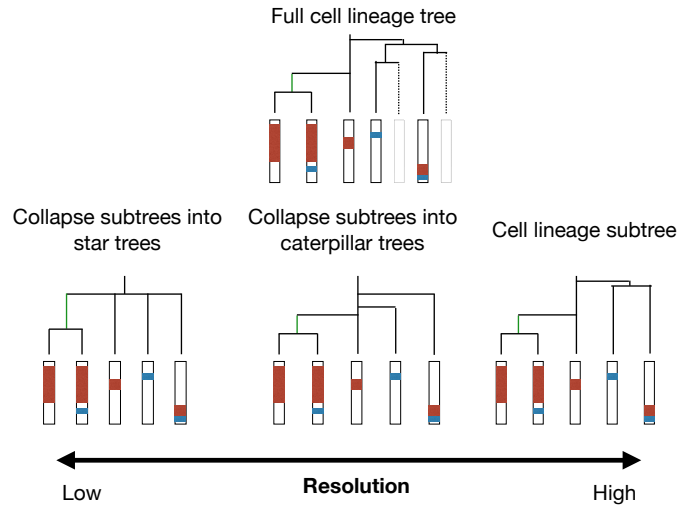 Full cell lineage tree
Collapse subtrees into
star trees
Collapse subtrees into
caterpillar trees
Cell lineage subtree
Low
Resolution
High